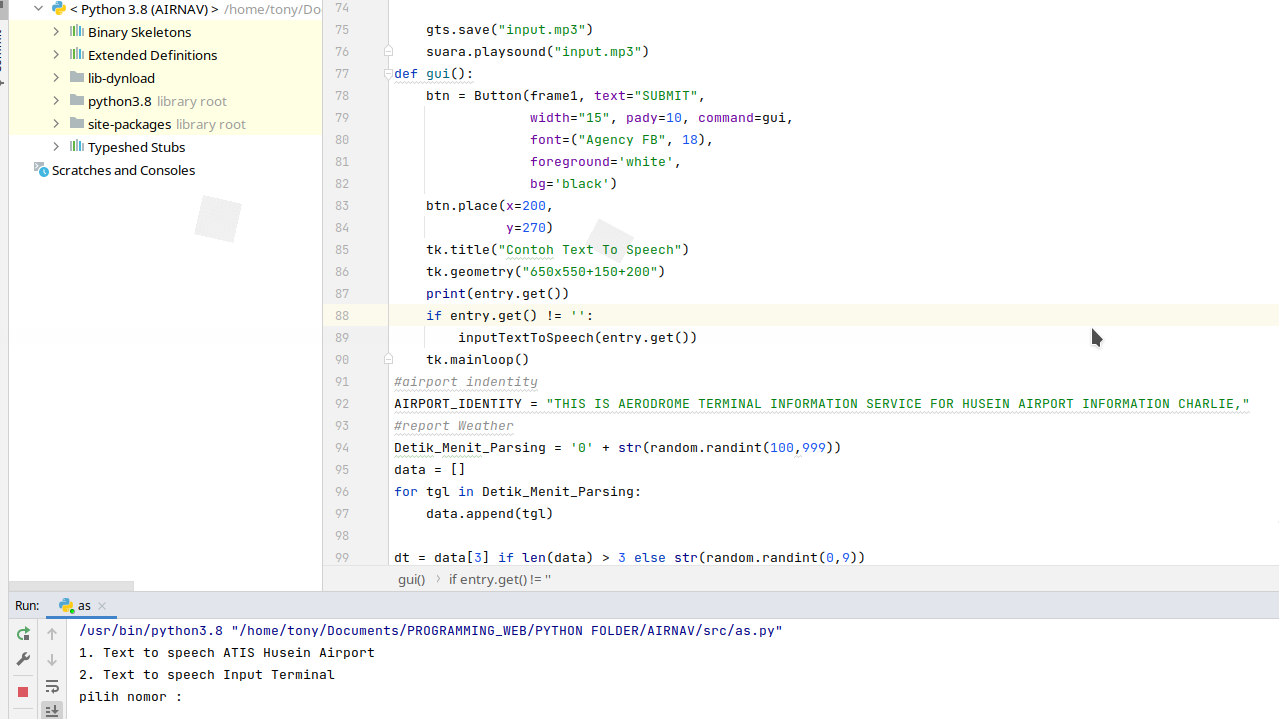 < Python 3.8 (AIRNAV) > /home/tony/Do
Binary Skeletons
Extended Definitions
lib-dynload
python3.8 library root
site-packages library root
Typeshed Stubs
Scratches and Consoles
74
75 gts.save("input.mp3")
76 suara.playsound("input.mp3")
77 def gui():
78 btn = Button(frame1, text="SUBMIT",
79 width="15", pady=10, command=gui,
80 font=("Agency FB", 18),
81 foreground='white',
82 bg='black')
83 btn.place(x=200,
84 y=270)
85 tk.title("Contoh Text To Speech")
86 tk.geometry("650x550+150+200")
87 print(entry.get())
88 if entry.get() != '':
89 inputTextToSpeech(entry.get())
90 tk.mainloop()
91 #airport indentity
92 AIRPORT_IDENTITY = "THIS IS AERODROME TERMINAL INFORMATION SERVICE FOR HUSEIN AIRPORT INFORMATION CHARLIE,"
93 #report Weather
94 Detik_Menit_Parsing = '0' + str(random.randint(100,999))
95 data = []
96 for tgl in Detik_Menit_Parsing:
97 data.append(tgl)
98
99 dt = data[3] if len(data) > 3 else str(random.randint(0,9))
gui() › if entry.get() != ''
Run: as
/usr/bin/python3.8 "/home/tony/Documents/PROGRAMMING_WEB/PYTHON FOLDER/AIRNAV/src/as.py"
1. Text to speech ATIS Husein Airport
2. Text to speech Input Terminal
pilih nomor :